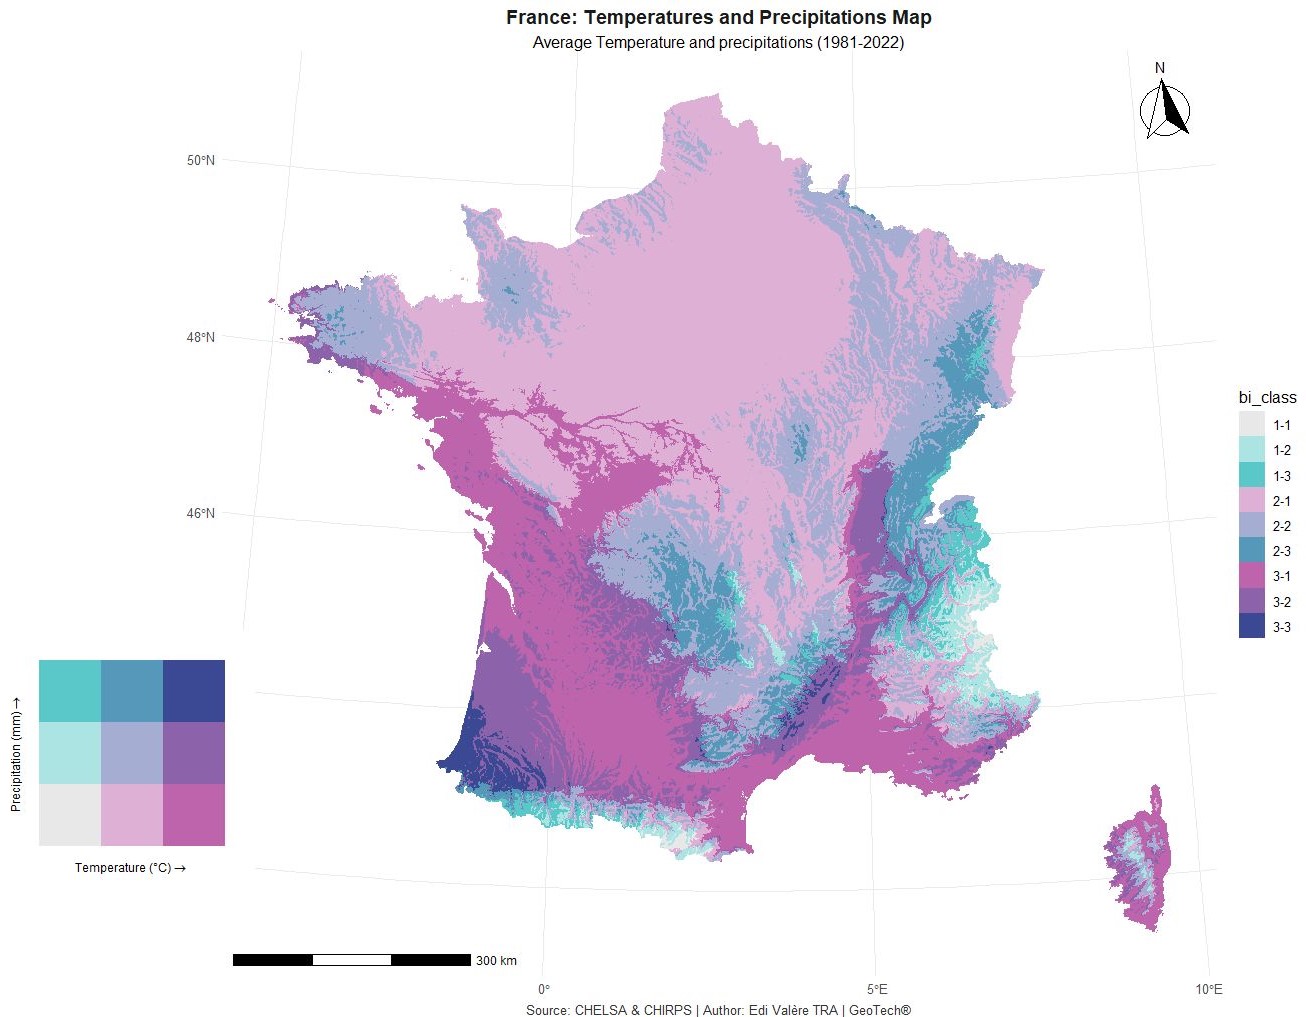 France: Temperatures and Precipitations Map
Average Temperature and precipitations (1981-2022)
N
50°N
48°N
46°N
bi_class
1-1
1-2
1-3
2-1
2-2
2-3
3-1
3-2
3-3
Precipitation (mm) →
Temperature (°C) →
300 km
0°
5°E
10°E
Source: CHELSA & CHIRPS | Author: Edi Valère TRA | GeoTech®